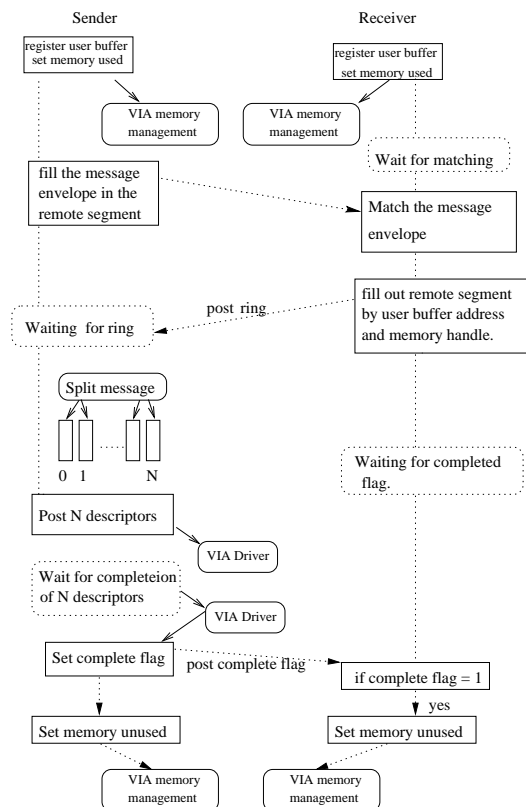 Sender
Receiver
register user buffer
set memory used
register user buffer
set memory used
VIA memory
management
VIA memory
management
Wait for matching
fill the message
envelope in the
remote segment
Match the message
envelope
fill out remote segment
by user buffer address
and memory handle.
post ring
Waiting for ring
Split message
0 1 N
Waiting for completed
flag.
Post N descriptors
VIA Driver
Wait for completeion
of N descriptors
VIA Driver
Set complete flag
post complete flag
if complete flag = 1
yes
Set memory unused
Set memory unused
VIA memory
management
VIA memory
management